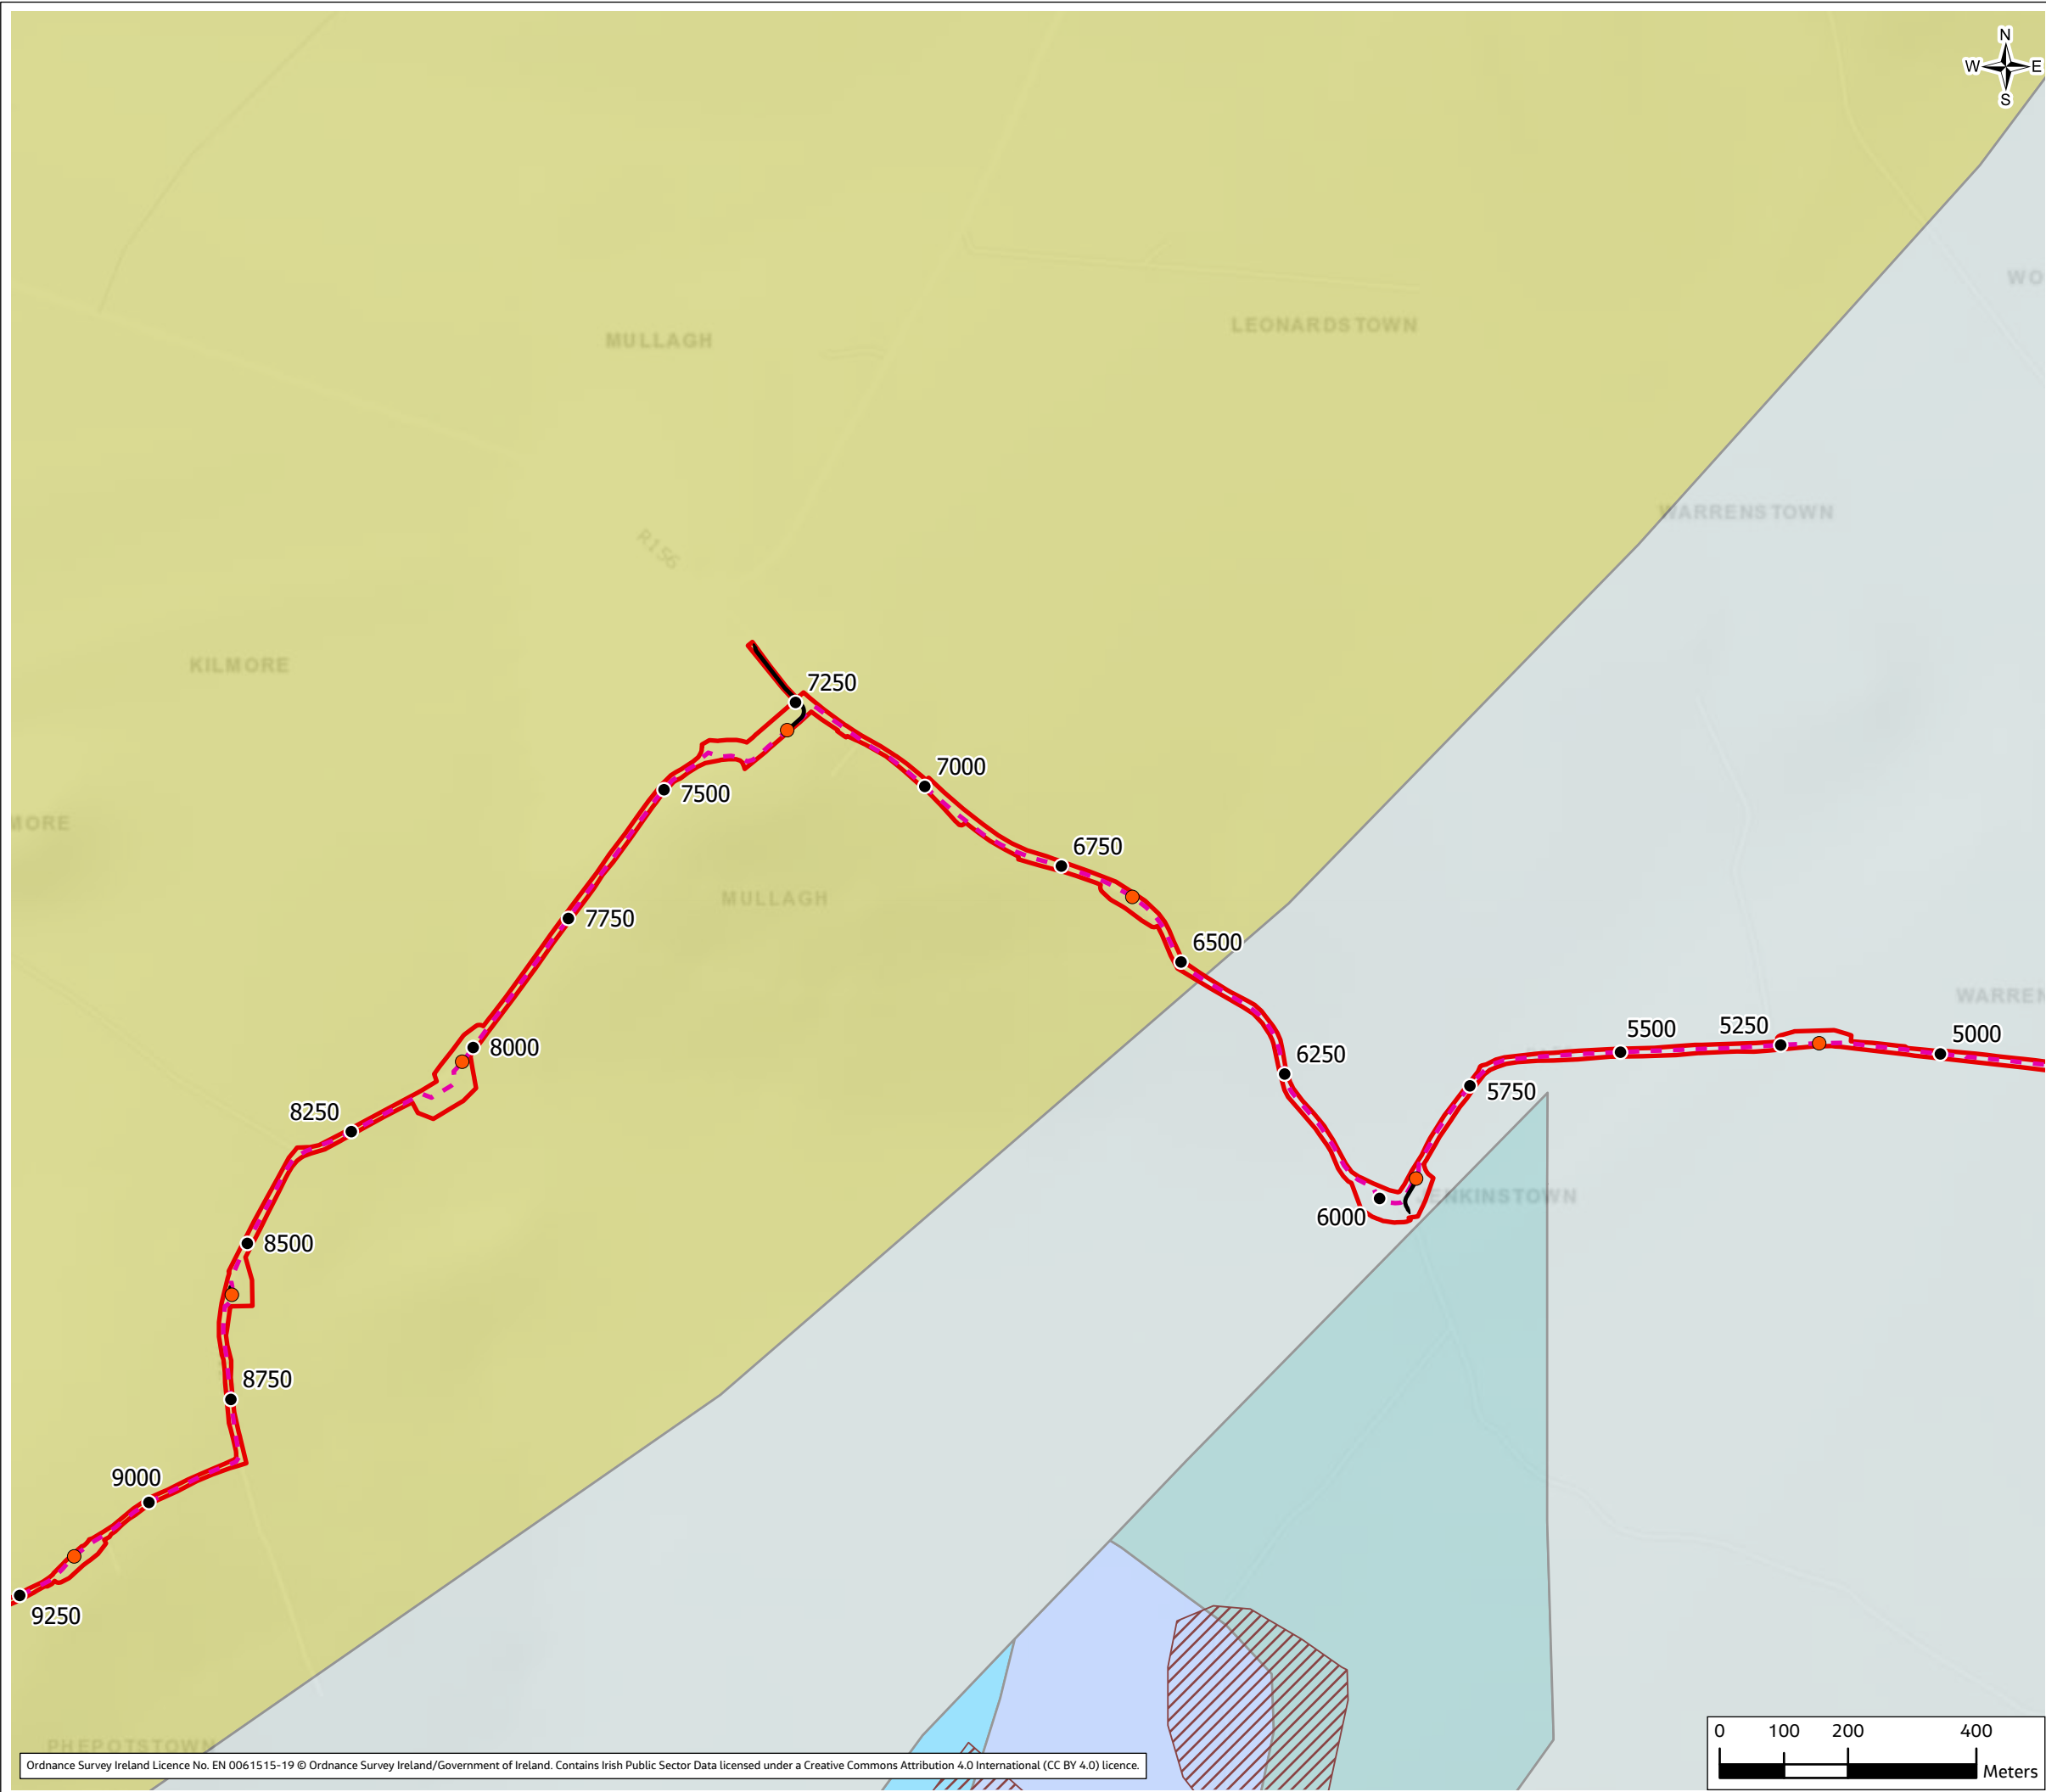 N
W E
S
WO
LEONARDSTOWN
MULLAGH
WARRENSTOWN
R156
KILMORE
7250
7000
7500
MORE
6750
MULLAGH
7750
6500
WARREN
5500
5250
5000
8000
6250
5750
8250
JENKINSTOWN
6000
8500
8750
9000
9250
PHEPOTSTOWN
0 100 200 400
Meters
Ordnance Survey Ireland Licence No. EN 0061515-19 © Ordnance Survey Ireland/Government of Ireland. Contains Irish Public Sector Data licensed under a Creative Commons Attribution 4.0 International (CC BY 4.0) licence.